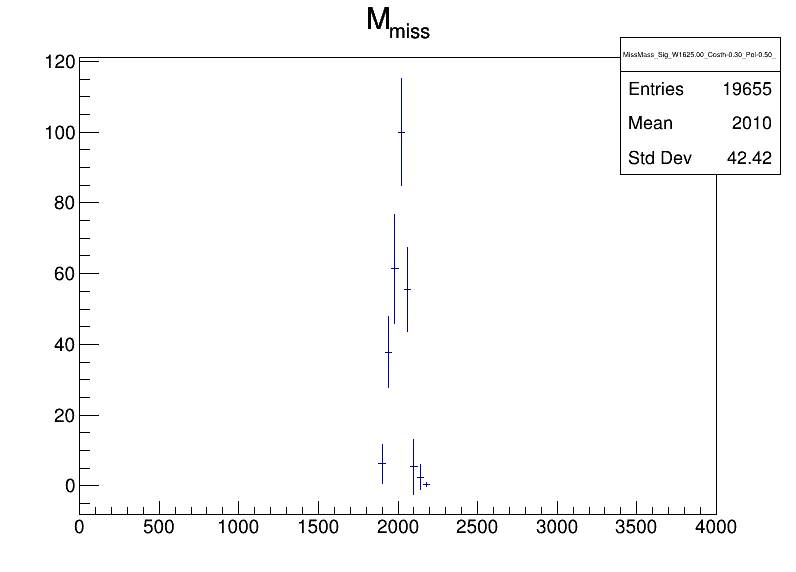 M_miss
MissMass_Sig_W1625.00_Costh-0.30_Pol-0.50_
Entries 19655
Mean 2010
Std Dev 42.42
120
100
80
60
40
20
0
0 500 1000 1500 2000 2500 3000 3500 4000